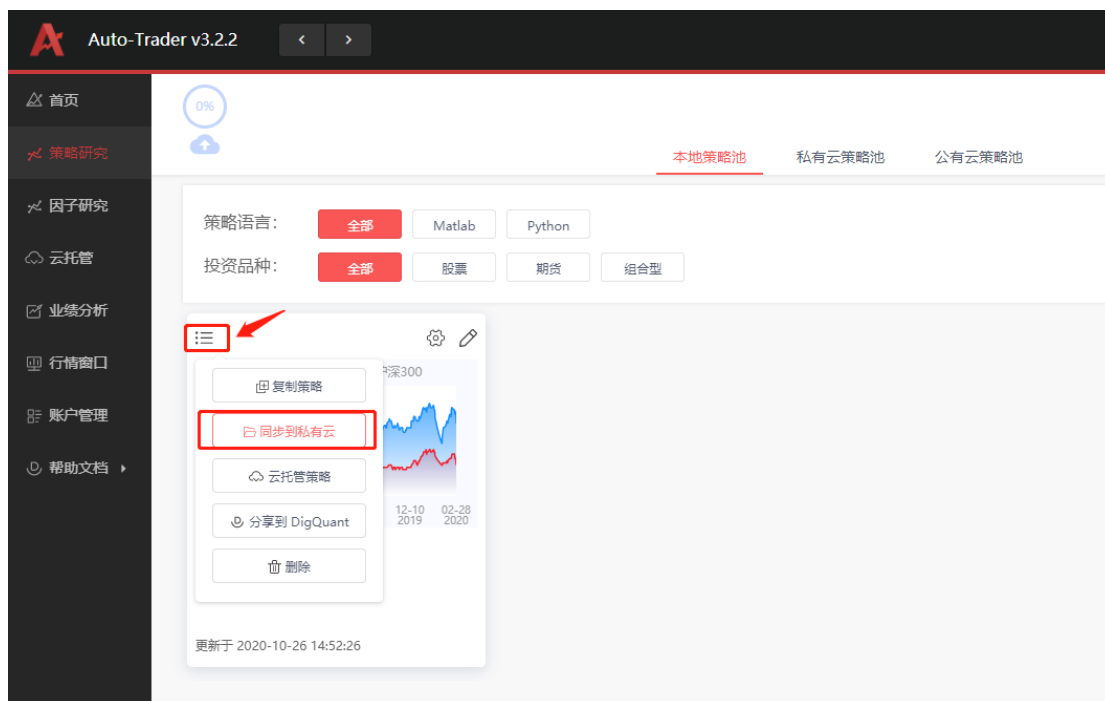 Auto-Trader v3.2.2
首页
策略研究
因子研究
云托管
业绩分析
行情窗口
账户管理
帮助文档
0%
本地策略池 私有云策略池 公有云策略池
策略语言： 全部 Matlab Python
投资品种： 全部 股票 期货 组合型
深300
复制策略
同步到私有云
云托管策略
分享到 DigQuant
删除
12-10 02-28
2019 2020
更新于 2020-10-26 14:52:26